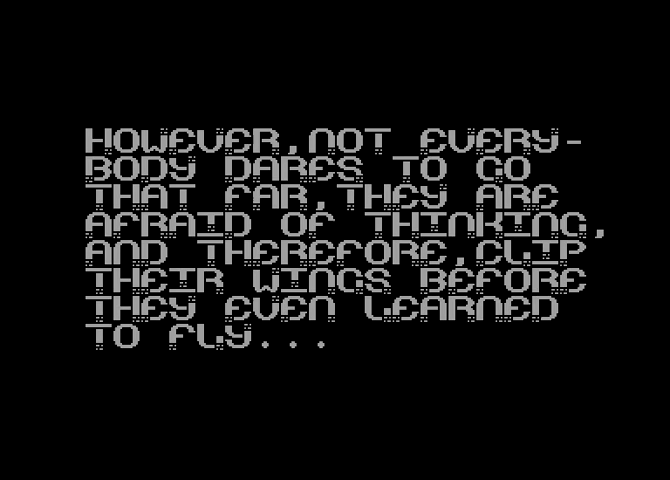 HOWEVER,NOT EVERY-
BODY DARES TO GO
THAT FAR,THEY ARE
AFRAID OF THINKING,
AND THEREFORE,CLIP
THEIR WINGS BEFORE
THEY EVEN LEARNED
TO FLY...